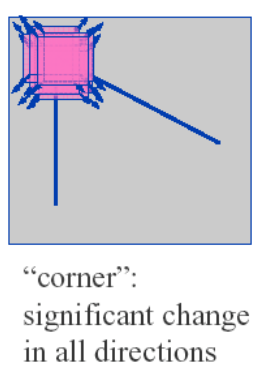 “corner”:
significant change
in all directions